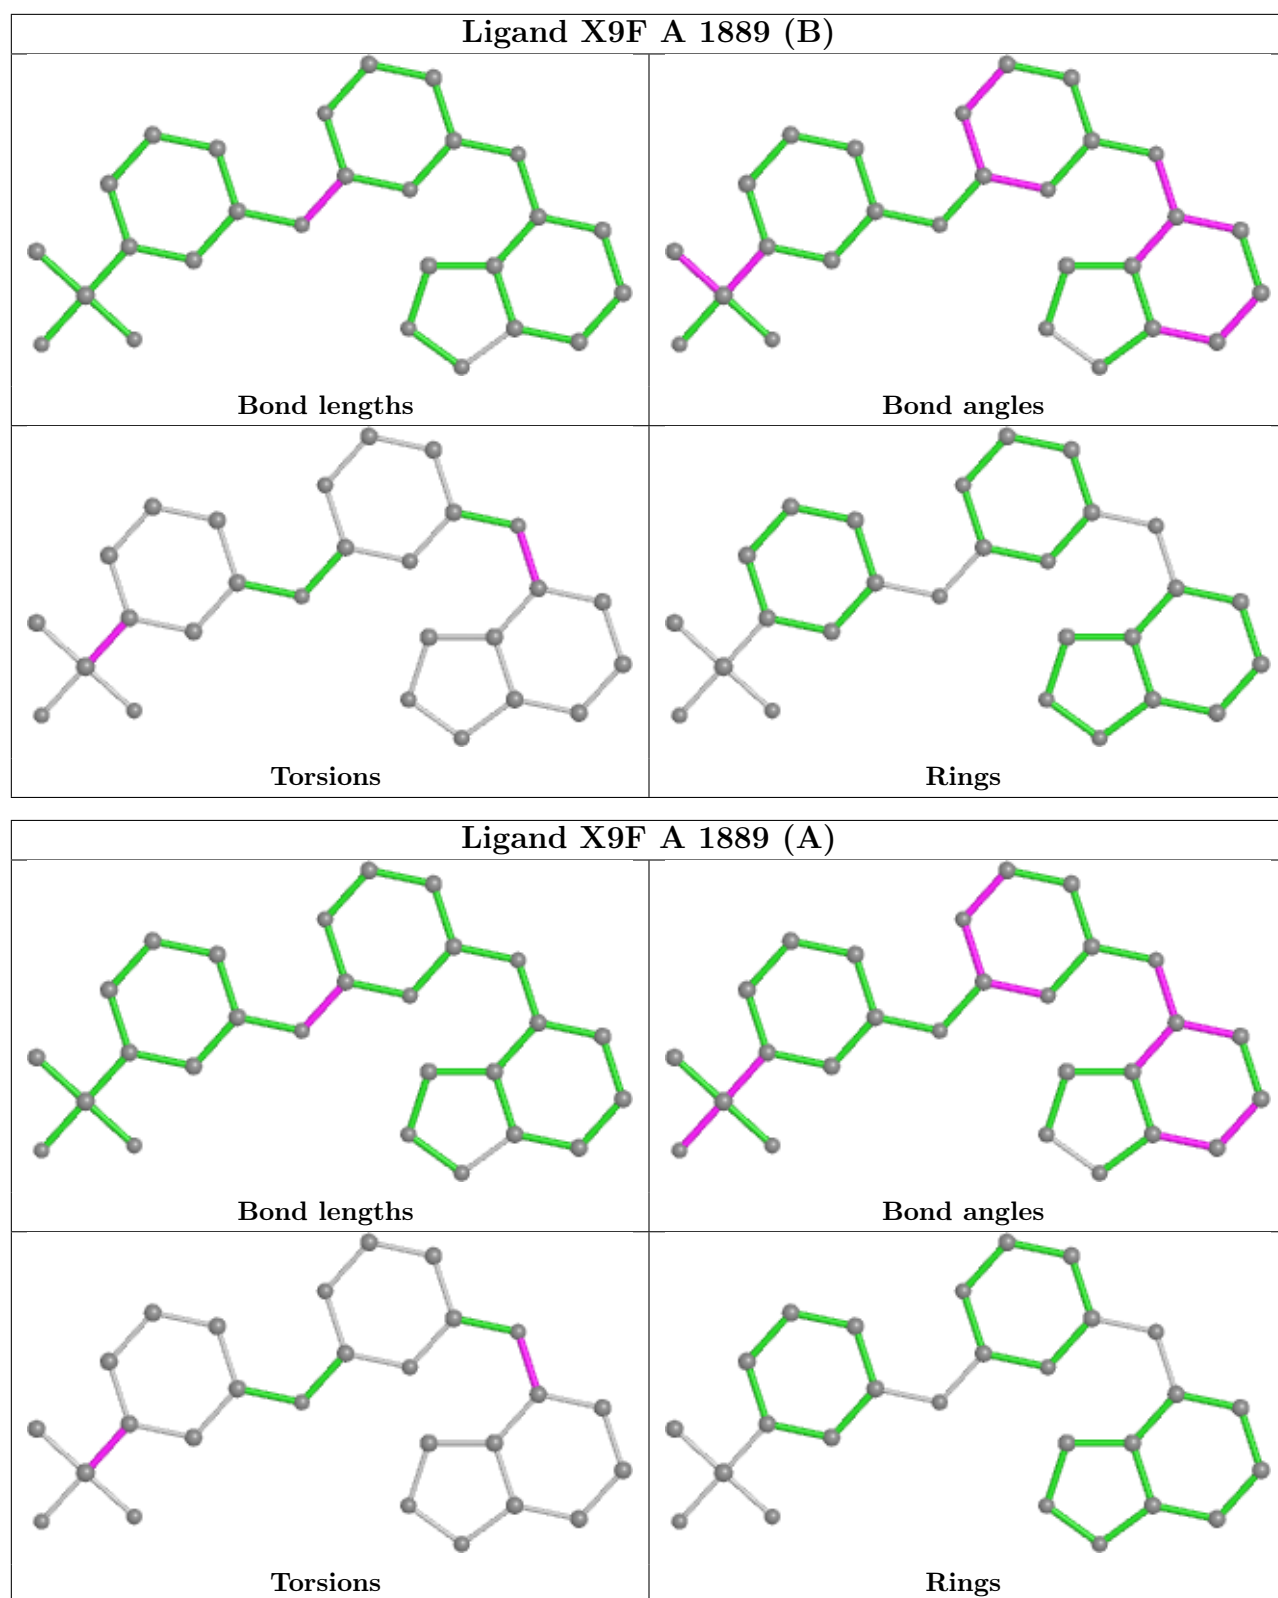 Ligand X9F A 1889 (B)
Bond lengths
Bond angles
Torsions
Rings
Ligand X9F A 1889 (A)
Bond lengths
Bond angles
Torsions
Rings